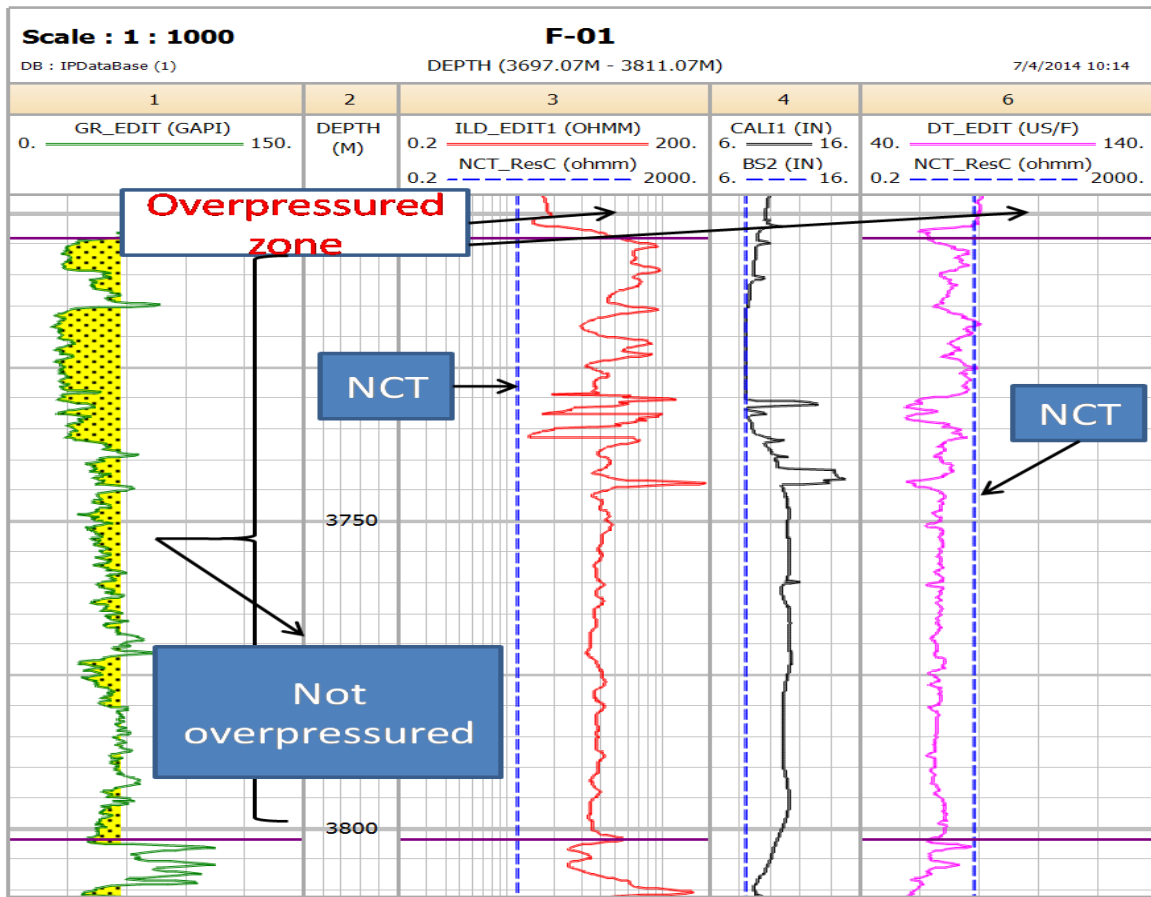 Scale : 1 : 1000
F-01
DB : IPDataBase (1)
DEPTH (3697.07M - 3811.07M)
7/4/2014 10:14
1
2
3
4
6
GR_EDIT (GAPI)
0. 150.
DEPTH
(M)
ILD_EDIT1 (OHMM)
0.2 200.
NCT_ResC (ohmm)
0.2 2000.
CALI1 (IN)
6. 16.
BS2 (IN)
6. 16.
DT_EDIT (US/F)
40. 140.
NCT_ResC (ohmm)
0.2 2000.
Overpressured
zone
NCT
NCT
3750
Not
overpressured
3800